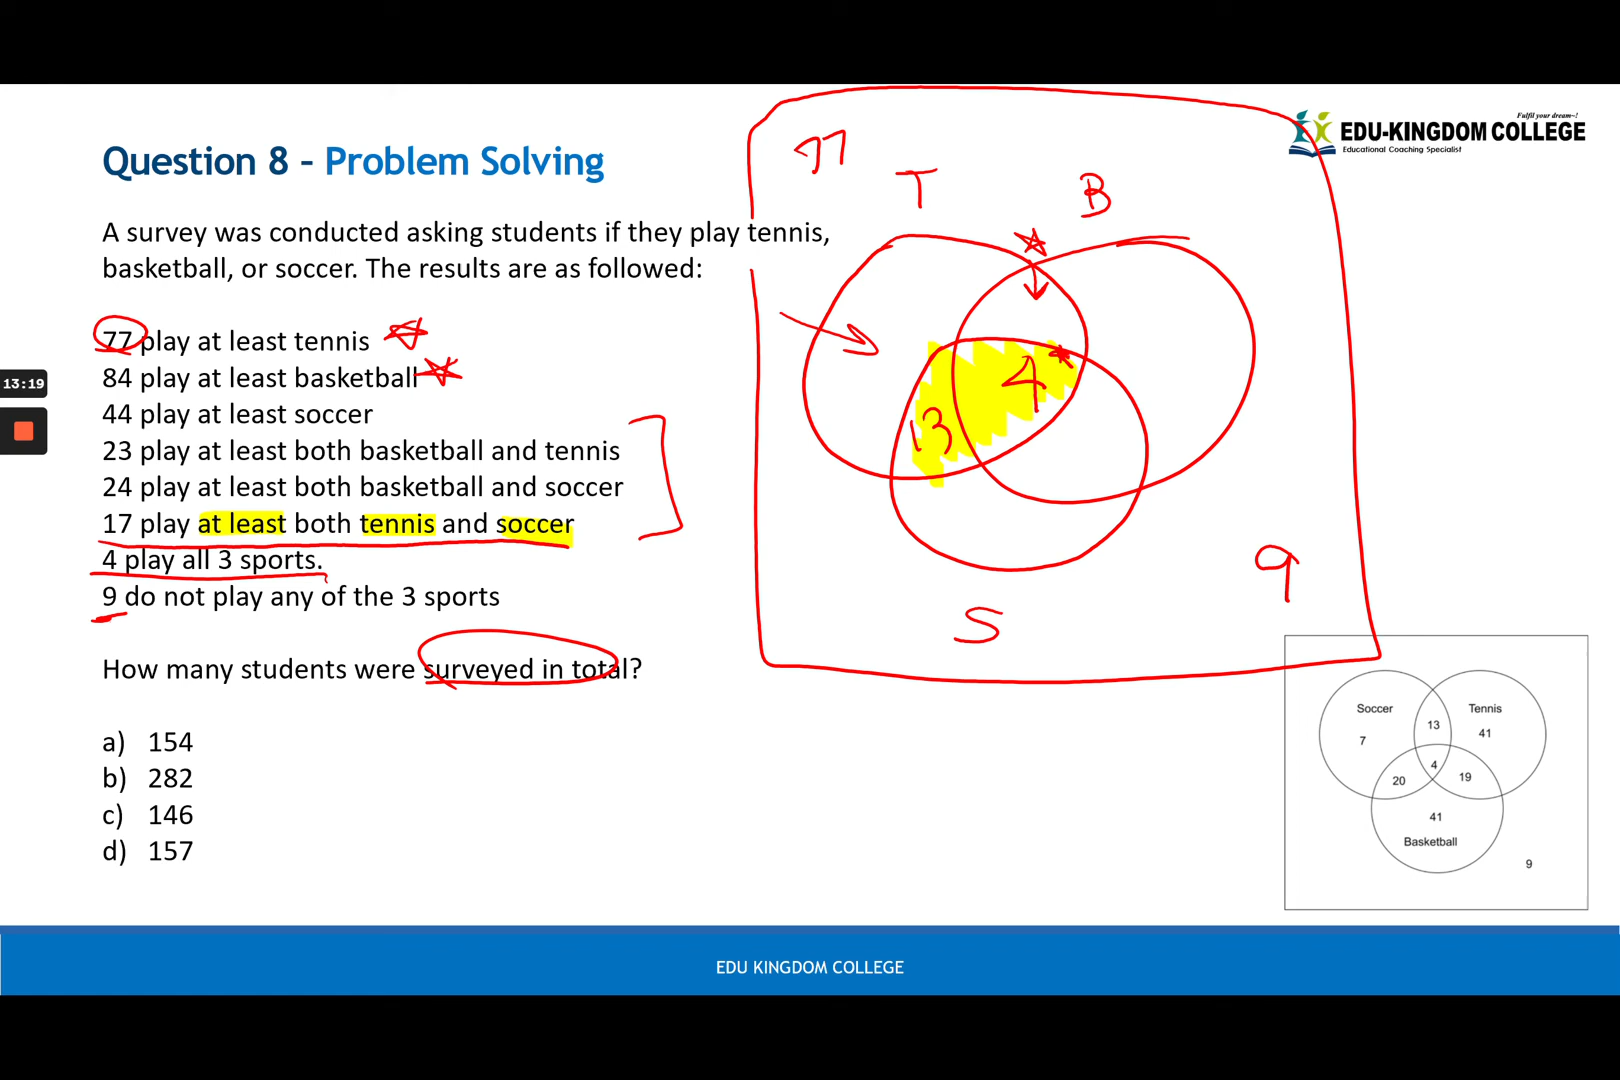 Fulfil your dream~!
EDU-KINGDOM COLLEGE
Educational Coaching Specialist
Question 8 - Problem Solving
A survey was conducted asking students if they play tennis,
basketball, or soccer. The results are as followed:
77 play at least tennis
84 play at least basketball
44 play at least soccer
23 play at least both basketball and tennis
24 play at least both basketball and soccer
17 play at least both tennis and soccer
4 play all 3 sports.
9 do not play any of the 3 sports
How many students were surveyed in total?
a) 154
b) 282
c) 146
d) 157
13:19
77
T
B
4
13
9
S
Soccer
Tennis
13
7
41
4
20
19
41
Basketball
9
EDU KINGDOM COLLEGE